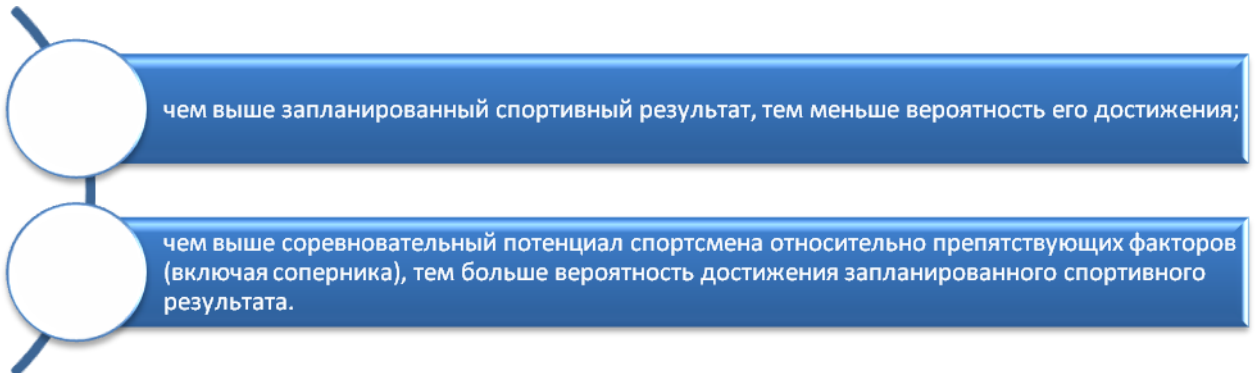 чем выше запланированный спортивный результат, тем меньше вероятность его достижения;
чем выше соревновательный потенциал спортсмена относительно препятствующих факторов
(включая соперника), тем больше вероятность достижения запланированного спортивного
результата.